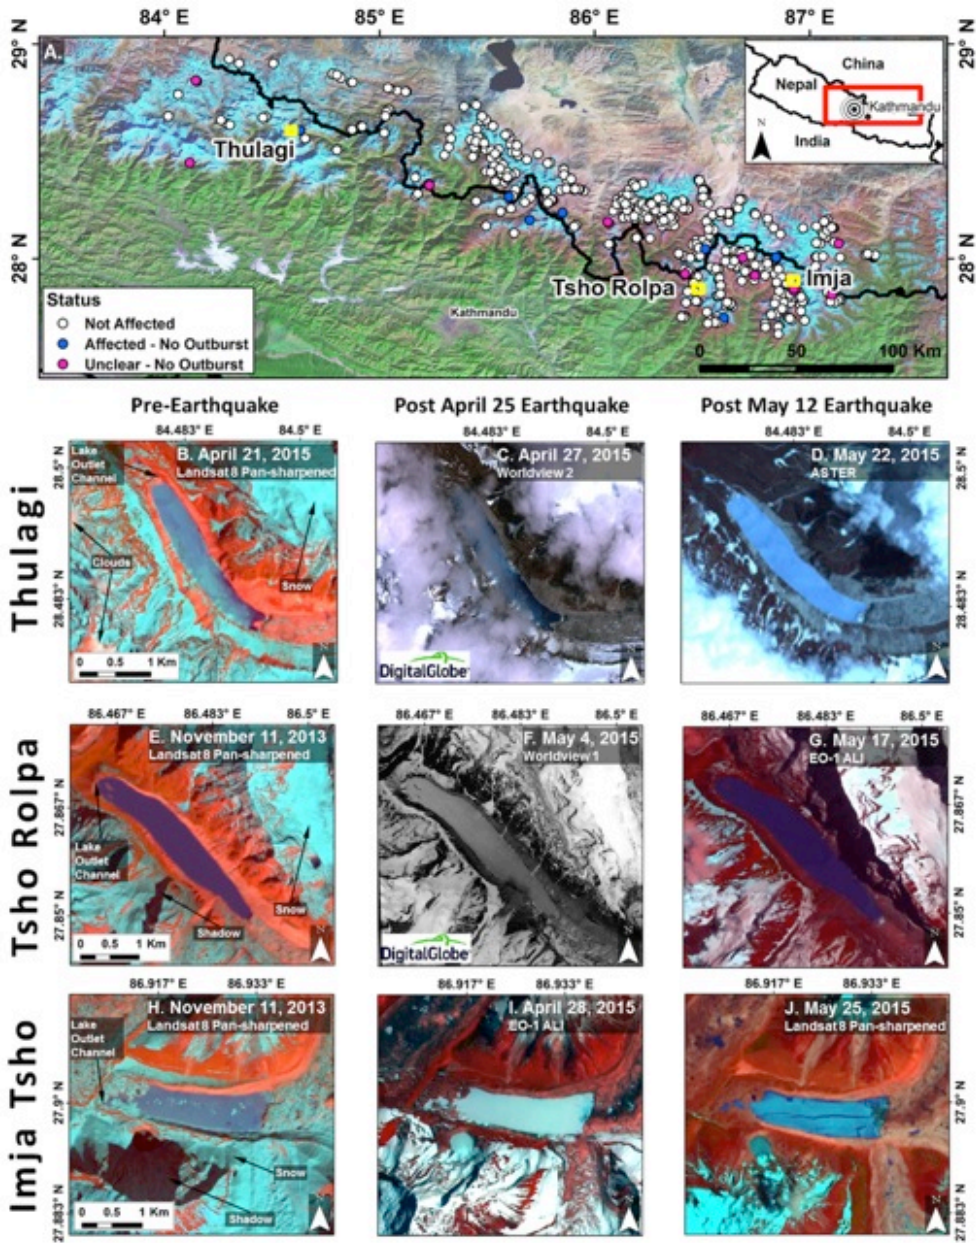 84° E 85° E 86° E 87° E
A.
29° N
28° N
29° N
28° N
China
Nepal
Kathmandu
India
N
Thulagi
Tsho Rolpa
Imja
Kathmandu
Status
Not Affected
Affected - No Outburst
Unclear - No Outburst
0 50 100 Km
Pre-Earthquake Post April 25 Earthquake Post May 12 Earthquake
84.483° E 84.5° E 84.483° E 84.5° E 84.483° E 84.5° E
Thulagi
28.5° N
28.483° N
Lake
Outlet
Channel
B. April 21, 2015
Landsat 8 Pan-sharpened
Clouds
Snow
0 0.5 1 Km
N
C. April 27, 2015
Worldview 2
DigitalGlobe
N
D. May 22, 2015
ASTER
N
28.5° N
28.483° N
86.467° E 86.483° E 86.5° E 86.467° E 86.483° E 86.5° E 86.467° E 86.483° E 86.5° E
Tsho Rolpa
27.867° N
27.85° N
E. November 11, 2013
Landsat 8 Pan-sharpened
Lake
Outlet
Channel
Snow
Shadow
0 0.5 1 Km
N
F. May 4, 2015
Worldview 1
DigitalGlobe
N
G. May 17, 2015
EO-1 ALI
N
27.867° N
27.85° N
86.917° E 86.933° E 86.917° E 86.933° E 86.917° E 86.933° E
Imja Tsho
27.9° N
27.883° N
Lake
Outlet
Channel
H. November 11, 2013
Landsat 8 Pan-sharpened
Snow
Shadow
0 0.5 1 Km
N
I. April 28, 2015
EO-1 ALI
N
J. May 25, 2015
Landsat 8 Pan-sharpened
N
27.9° N
27.883° N